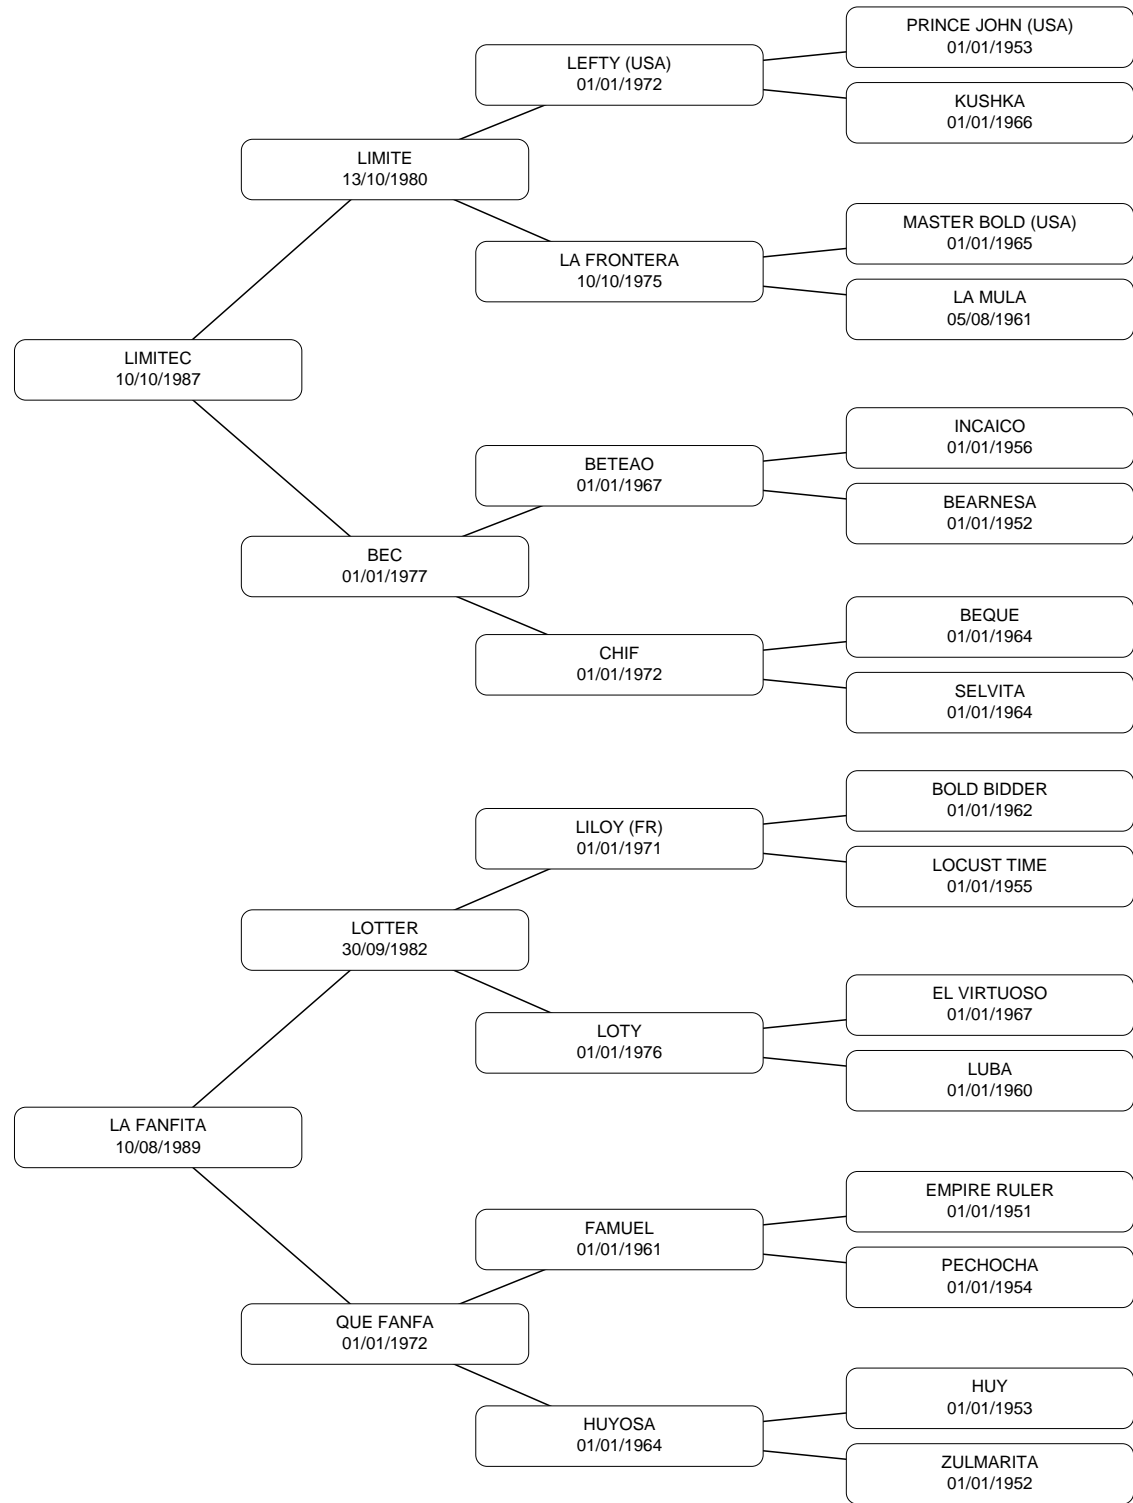 PRINCE JOHN (USA)
01/01/1953
LEFTY (USA)
01/01/1972
KUSHKA
01/01/1966
LIMITE
13/10/1980
MASTER BOLD (USA)
01/01/1965
LA FRONTERA
10/10/1975
LA MULA
05/08/1961
LIMITEC
10/10/1987
INCAICO
01/01/1956
BETEAO
01/01/1967
BEARNESA
01/01/1952
BEC
01/01/1977
BEQUE
01/01/1964
CHIF
01/01/1972
SELVITA
01/01/1964
BOLD BIDDER
01/01/1962
LILOY (FR)
01/01/1971
LOCUST TIME
01/01/1955
LOTTER
30/09/1982
EL VIRTUOSO
01/01/1967
LOTY
01/01/1976
LUBA
01/01/1960
LA FANFITA
10/08/1989
EMPIRE RULER
01/01/1951
FAMUEL
01/01/1961
PECHOCHA
01/01/1954
QUE FANFA
01/01/1972
HUY
01/01/1953
HUYOSA
01/01/1964
ZULMARITA
01/01/1952